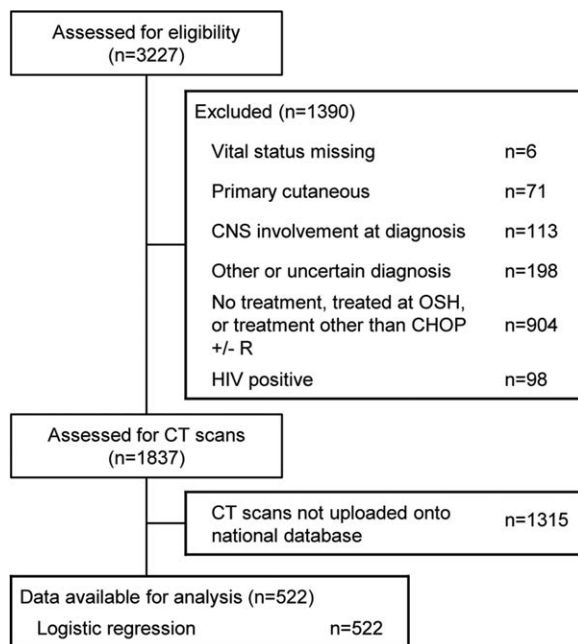 Assessed for eligibility
(n=3227)
Excluded (n=1390)
Vital status missing n=6
Primary cutaneous n=71
CNS involvement at diagnosis n=113
Other or uncertain diagnosis n=198
No treatment, treated at OSH,
or treatment other than CHOP n=904
+/- R
HIV positive n=98
Assessed for CT scans
(n=1837)
CT scans not uploaded onto n=1315
national database
Data available for analysis (n=522)
Logistic regression n=522